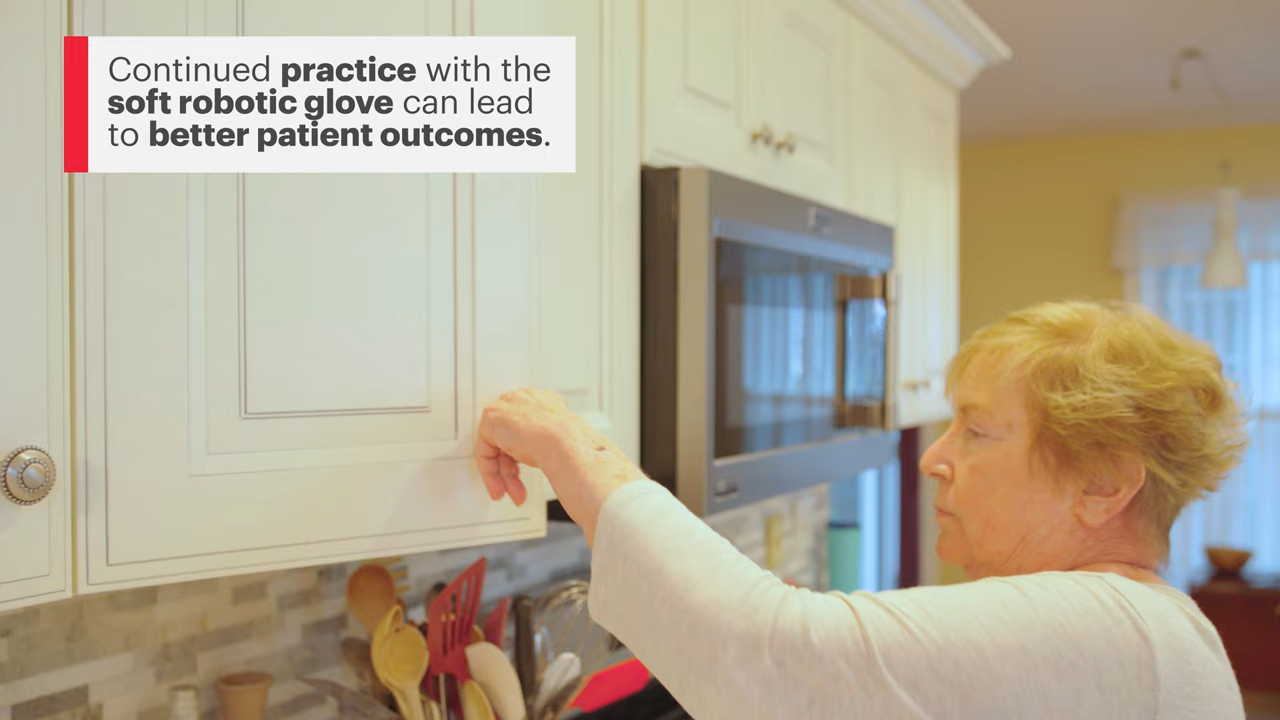 Continued practice with the
soft robotic glove can lead
to better patient outcomes.